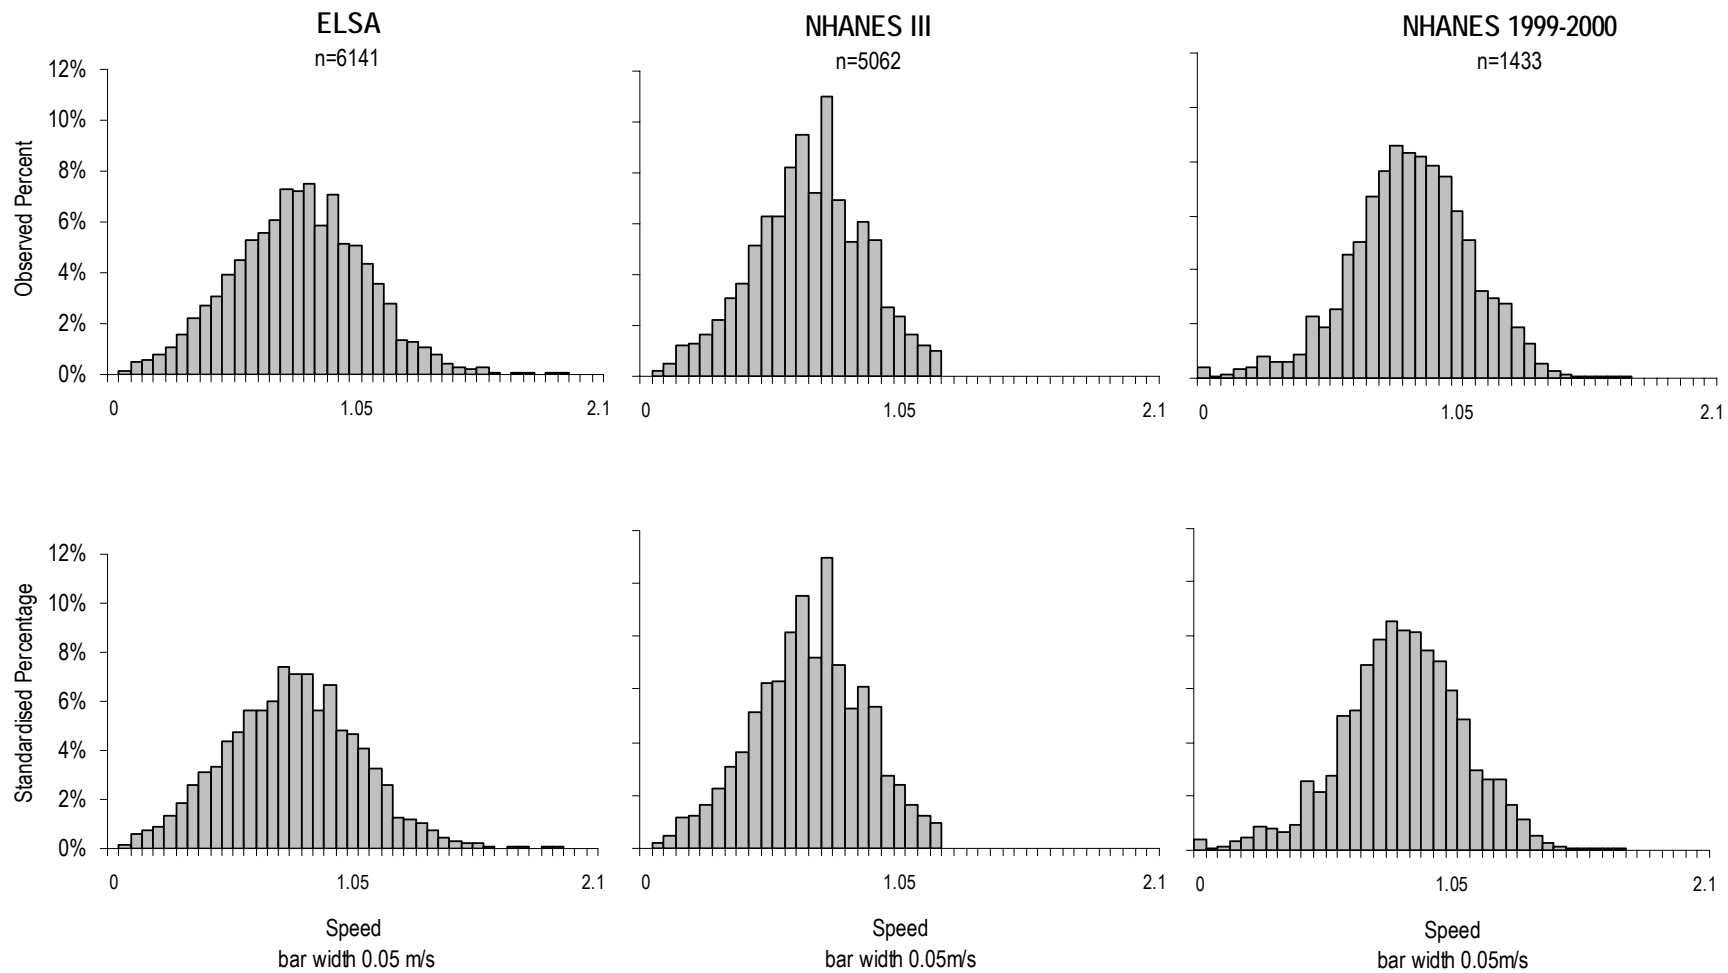 ELSA
n=6141
NHANES III
n=5062
NHANES 1999-2000
n=1433
Observed Percent
12%
10%
8%
6%
4%
2%
0%
0 1.05 2.1
0 1.05 2.1
0 1.05 2.1
Standardised Percentage
12%
10%
8%
6%
4%
2%
0%
0 1.05 2.1
0 1.05 2.1
0 1.05 2.1
Speed
bar width 0.05 m/s
Speed
bar width 0.05m/s
Speed
bar width 0.05m/s